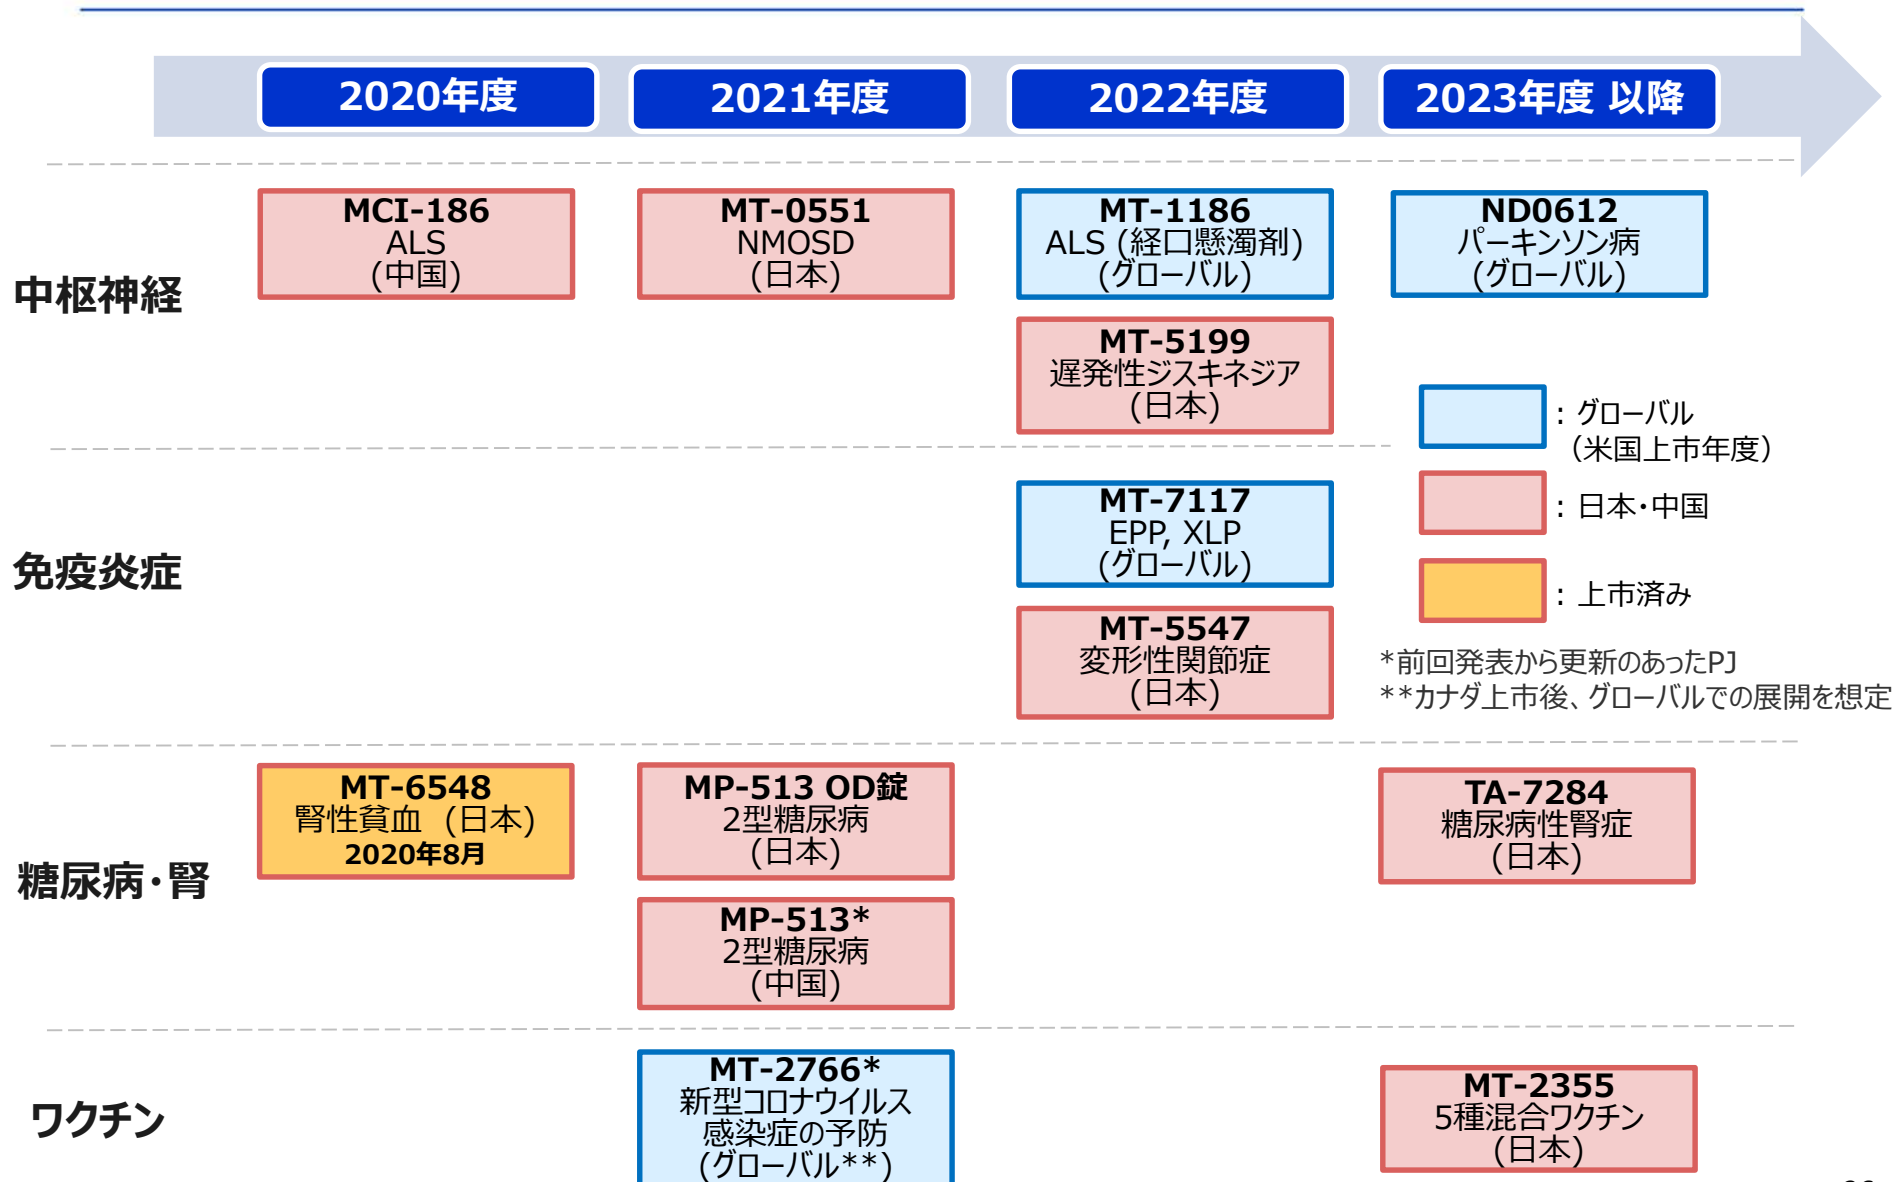 2020年度
2021年度
2022年度
2023年度 以降
中枢神経
MCI-186
ALS
(中国)
MT-0551
NMOSD
(日本)
MT-1186
ALS (経口懸濁剤)
(グローバル)
ND0612
パーキンソン病
(グローバル)
MT-5199
遅発性ジスキネジア
(日本)
：グローバル
（米国上市年度）
：日本・中国
：上市済み
*前回発表から更新のあったPJ
**カナダ上市後、グローバルでの展開を想定
免疫炎症
MT-7117
EPP, XLP
(グローバル)
MT-5547
変形性関節症
(日本)
糖尿病・腎
MT-6548
腎性貧血 (日本)
2020年8月
MP-513 OD錠
2型糖尿病
(日本)
TA-7284
糖尿病性腎症
(日本)
MP-513*
2型糖尿病
(中国)
ワクチン
MT-2766*
新型コロナウイルス
感染症の予防
(グローバル**)
MT-2355
5種混合ワクチン
(日本)